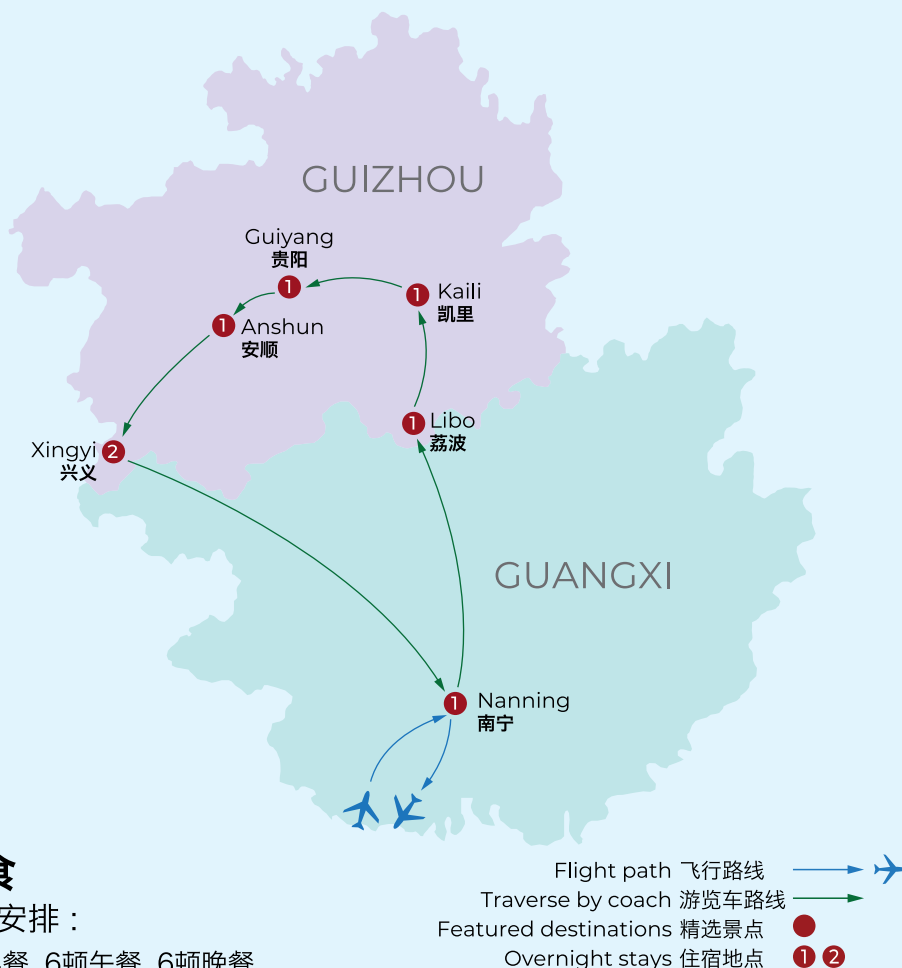 GUIZHOU
Guiyang
贵阳
1
1
Kaili
凯里
1
Anshun
安顺
1
Libo
荔波
Xingyi
2
兴义
GUANGXI
1
Nanning
南宁
食
安排：
餐, 6顿午餐, 6顿晚餐
Flight path 飞行路线
Traverse by coach 游览车路线
Featured destinations 精选景点
Overnight stays 住宿地点 1 2